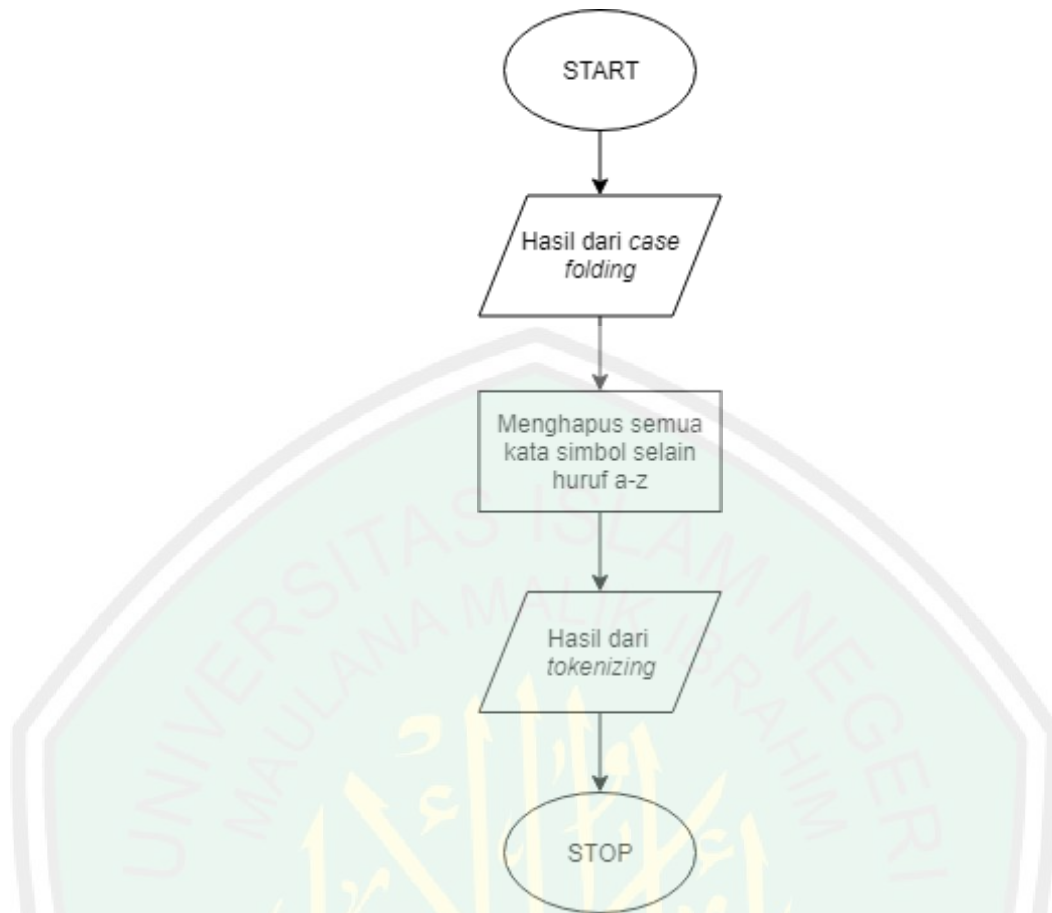 START
Hasil dari case
folding
Menghapus semua
kata simbol selain
huruf a-z
UNIVERSITAS ISLAM NEGERI
MAULANA MALIK IBRAHIM
Hasil dari
tokenizing
STOP